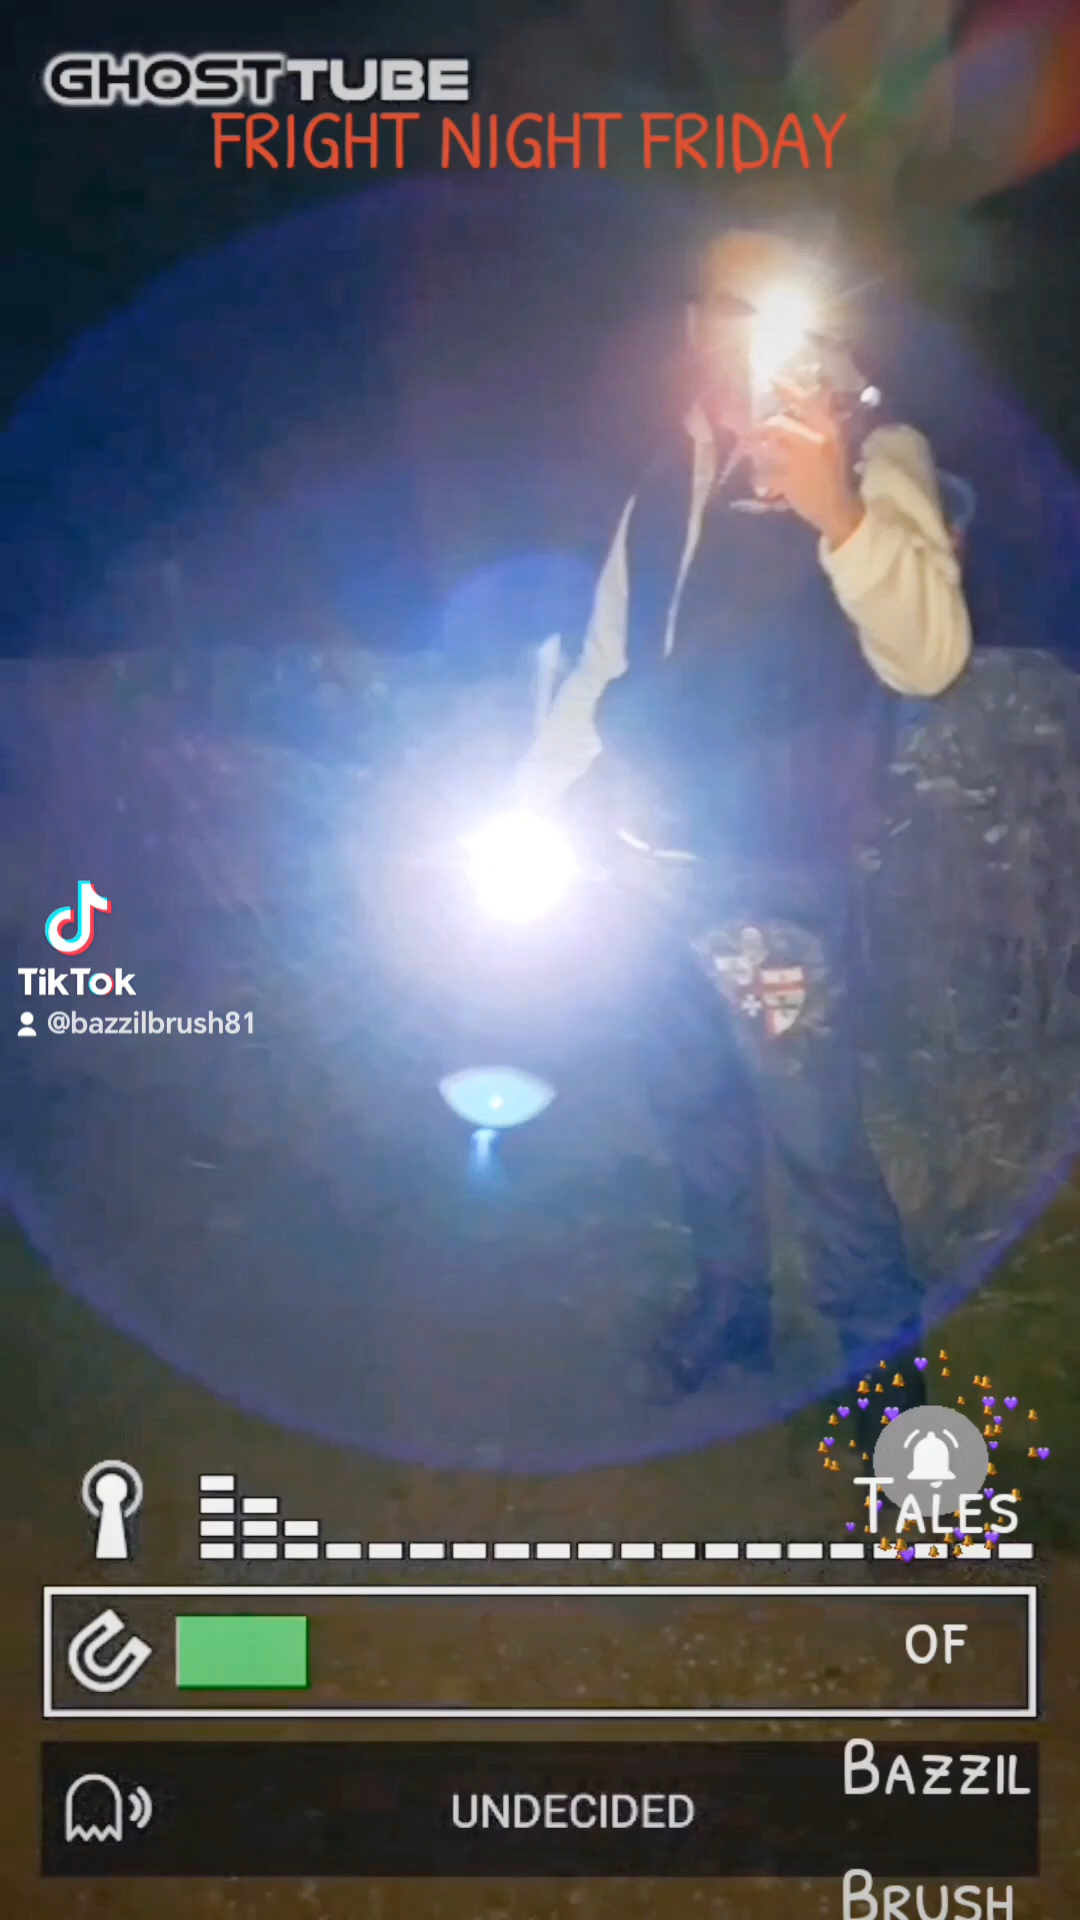 GHOSTTUBE
FRIGHT NIGHT FRIDAY
TikTok
@bazzilbrush81
TALES
OF
UNDECIDED
BAZZIL
BRUSH